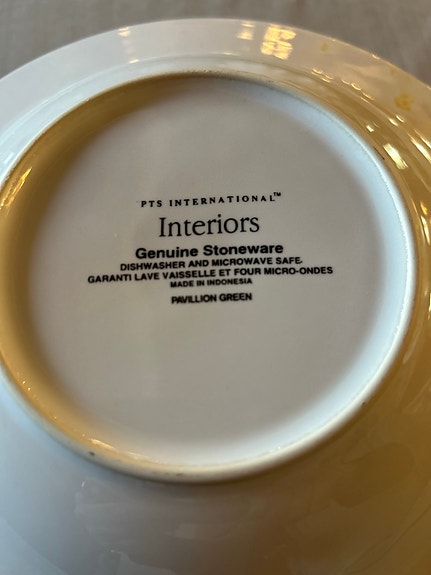 PTS INTERNATIONAL™
Interiors
Genuine Stoneware
DISHWASHER AND MICROWAVE SAFE.
GARANTI LAVE VAISSELLE ET FOUR MICRO-ONDES
MADE IN INDONESIA
PAVILLION GREEN